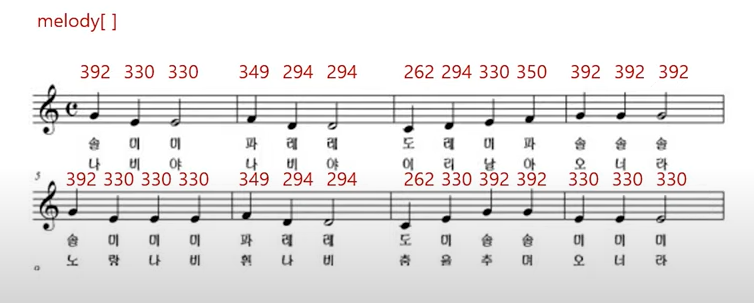 melody[ ]
392 330 330 349 294 294 262 294 330 350 392 392 392
솔 미 미 파 레 레 도 레 미 파 솔 솔 솔
나 비 야 나 비 야 이 리 날 아 오 너 라
5
392 330 330 330 349 294 294 262 330 392 392 330 330 330
솔 미 미 미 파 레 레 도 미 솔 솔 미 미 미
노 랑 나 비 흰 나 비 춤 을 추 며 오 너 라